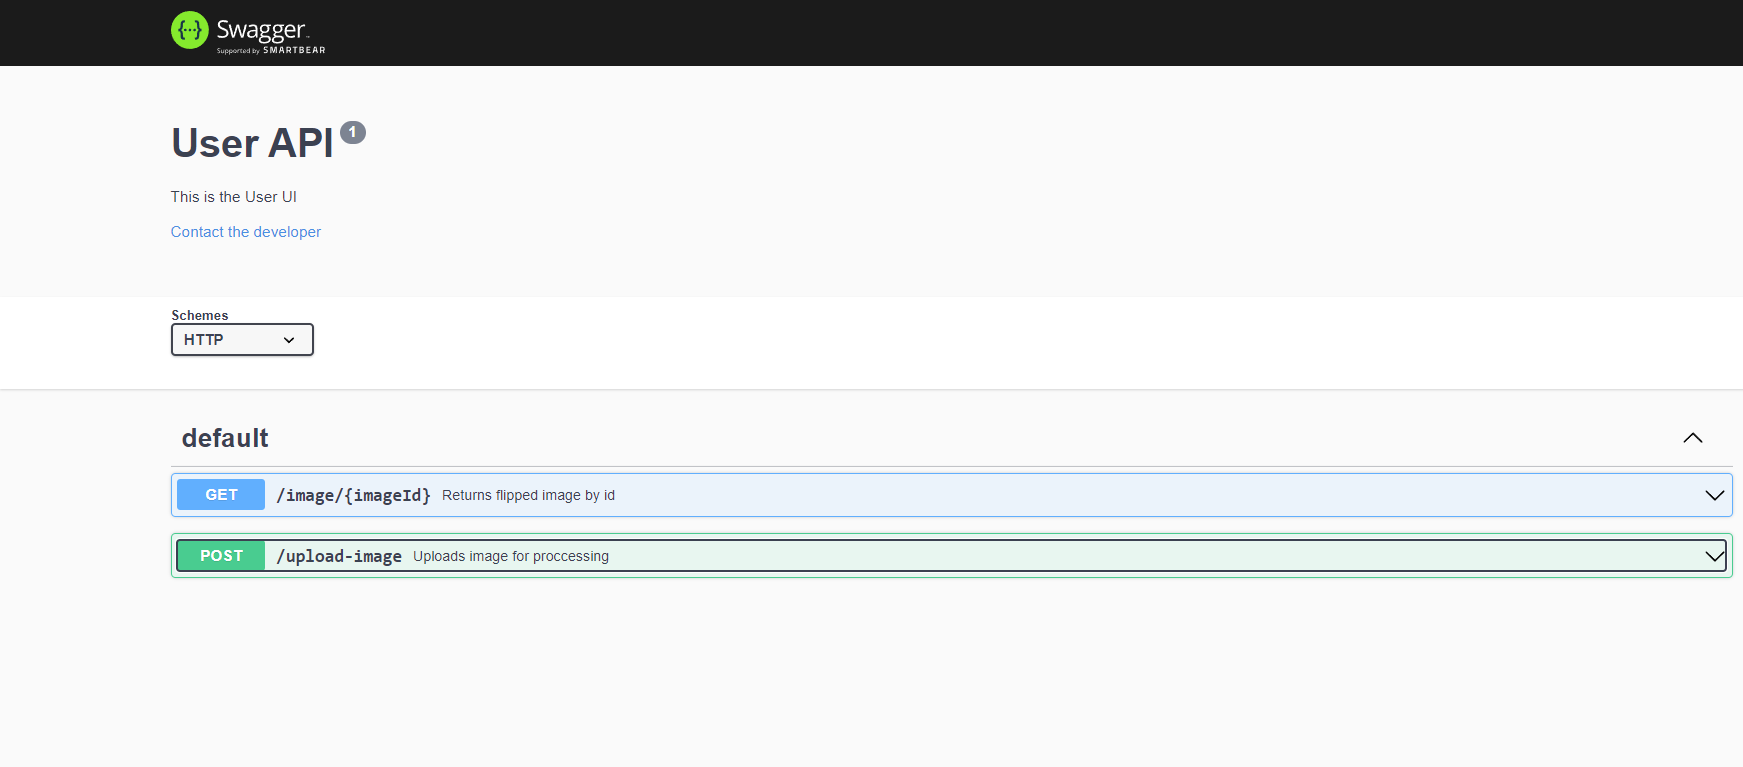 Swagger™
Supported by SMARTBEAR
User API 1
This is the User UI
Contact the developer
Schemes
HTTP
default
GET /image/{imageId} Returns flipped image by id
POST /upload-image Uploads image for proccessing